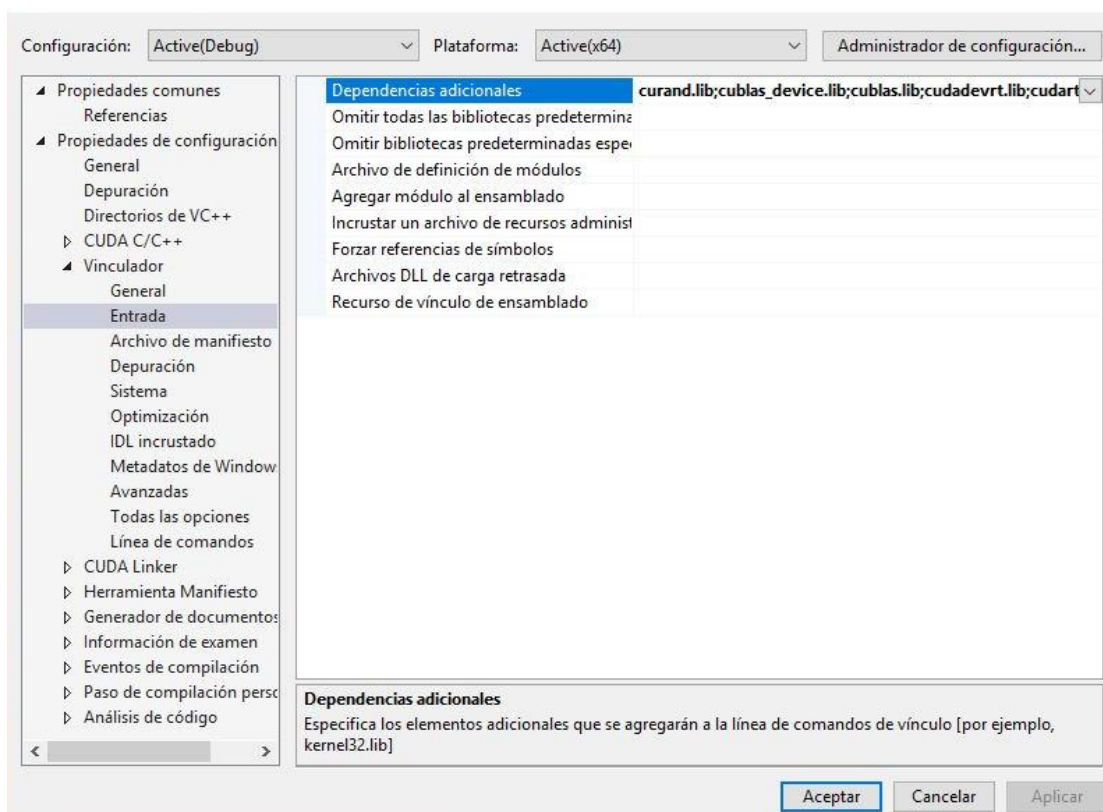 Configuración: Active(Debug) Plataforma: Active(x64) Administrador de configuración...
Propiedades comunes
Referencias
Propiedades de configuración
General
Depuración
Directorios de VC++
CUDA C/C++
Vinculador
General
Entrada
Archivo de manifiesto
Depuración
Sistema
Optimización
IDL incrustado
Metadatos de Window
Avanzadas
Todas las opciones
Línea de comandos
CUDA Linker
Herramienta Manifiesto
Generador de documentos
Información de examen
Eventos de compilación
Paso de compilación perso
Análisis de código
Dependencias adicionales curand.lib;cublas_device.lib;cublas.lib;cudadevrt.lib;cudart
Omitir todas las bibliotecas predetermina
Omitir bibliotecas predeterminadas espe
Archivo de definición de módulos
Agregar módulo al ensamblado
Incrustar un archivo de recursos administ
Forzar referencias de símbolos
Archivos DLL de carga retrasada
Recurso de vínculo de ensamblado
Dependencias adicionales
Especifica los elementos adicionales que se agregarán a la línea de comandos de vínculo [por ejemplo,
kernel32.lib]
Aceptar Cancelar Aplicar